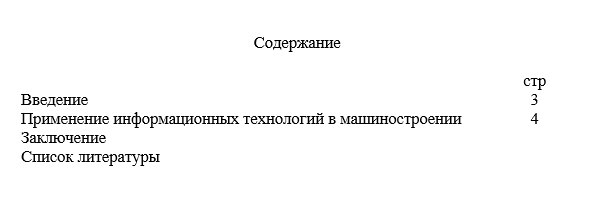 Содержание
стр
Введение 3
Применение информационных технологий в машиностроении 4
Заключение
Список литературы